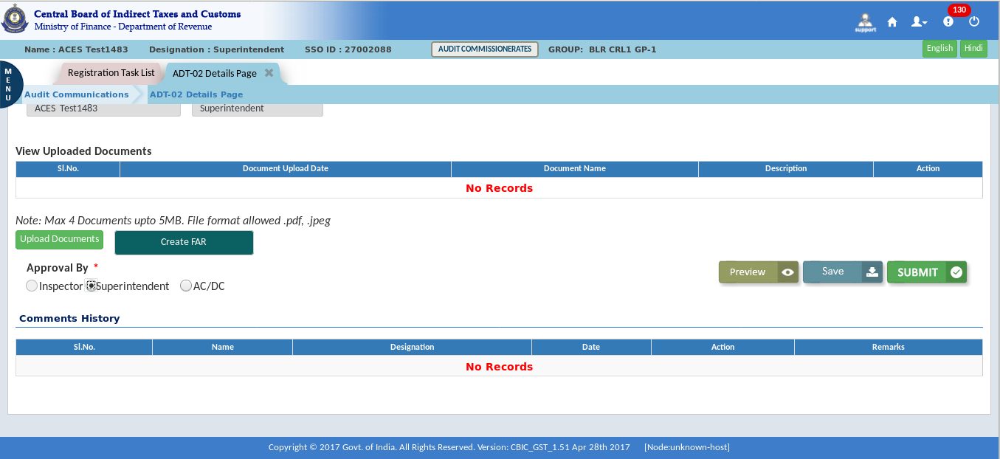 Central Board of Indirect Taxes and Customs
Ministry of Finance - Department of Revenue
support
130
Name : ACES Test1483 Designation : Superintendent SSO ID : 27002088 AUDIT COMMISSIONERATES GROUP: BLR CRL1 GP-1 English Hindi
MENU
Registration Task List ADT-02 Details Page
Audit Communications ADT-02 Details Page
ACES Test1483 Superintendent
View Uploaded Documents
Sl.No. Document Upload Date Document Name Description Action
No Records
Note: Max 4 Documents upto 5MB. File format allowed .pdf, .jpeg
Upload Documents Create FAR
Approval By *
Inspector Superintendent AC/DC
Preview Save SUBMIT
Comments History
Sl.No. Name Designation Date Action Remarks
No Records
Copyright © 2017 Govt. of India. All Rights Reserved. Version: CBIC_GST_1.51 Apr 28th 2017 [Node:unknown-host]